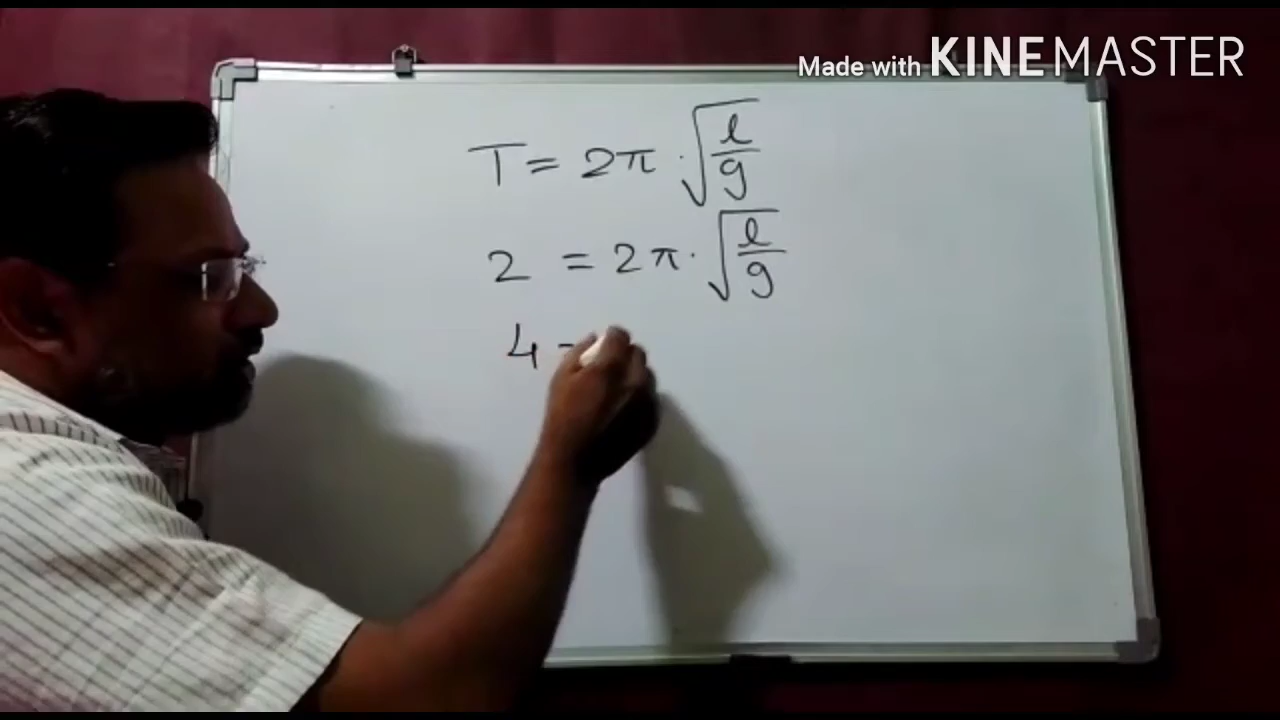 Made with KINEMASTER
T = 2π · √(l/g)
2 = 2π · √(l/g)
4 =